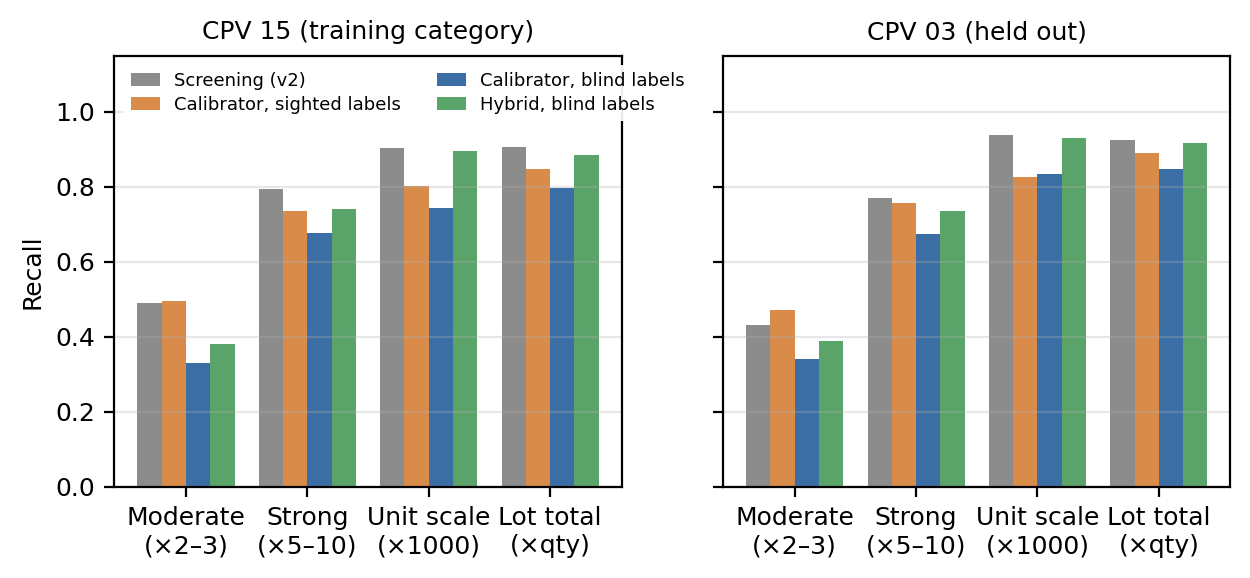 CPV 15 (training category)
Screening (v2)
Calibrator, sighted labels
Calibrator, blind labels
Hybrid, blind labels
Recall
1.0
0.8
0.6
0.4
0.2
0.0
Moderate
(×2–3)
Strong
(×5–10)
Unit scale
(×1000)
Lot total
(×qty)
CPV 03 (held out)
Moderate
(×2–3)
Strong
(×5–10)
Unit scale
(×1000)
Lot total
(×qty)